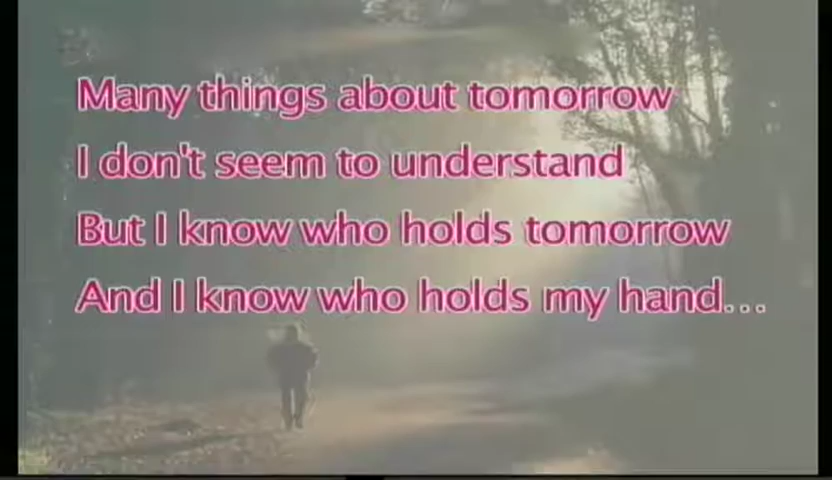 Many things about tomorrow
I don't seem to understand
But I know who holds tomorrow
And I know who holds my hand...